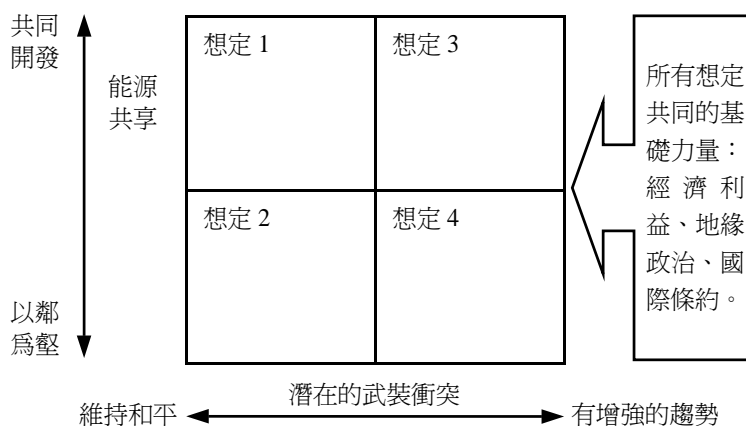 共同
開發
能源
共享
以鄰
為壑
想定 1
想定 3
想定 2
想定 4
所有想定
共同的基
礎力量：
經濟利
益、地緣
政治、國
際條約。
潛在的武裝衝突
維持和平
有增強的趨勢